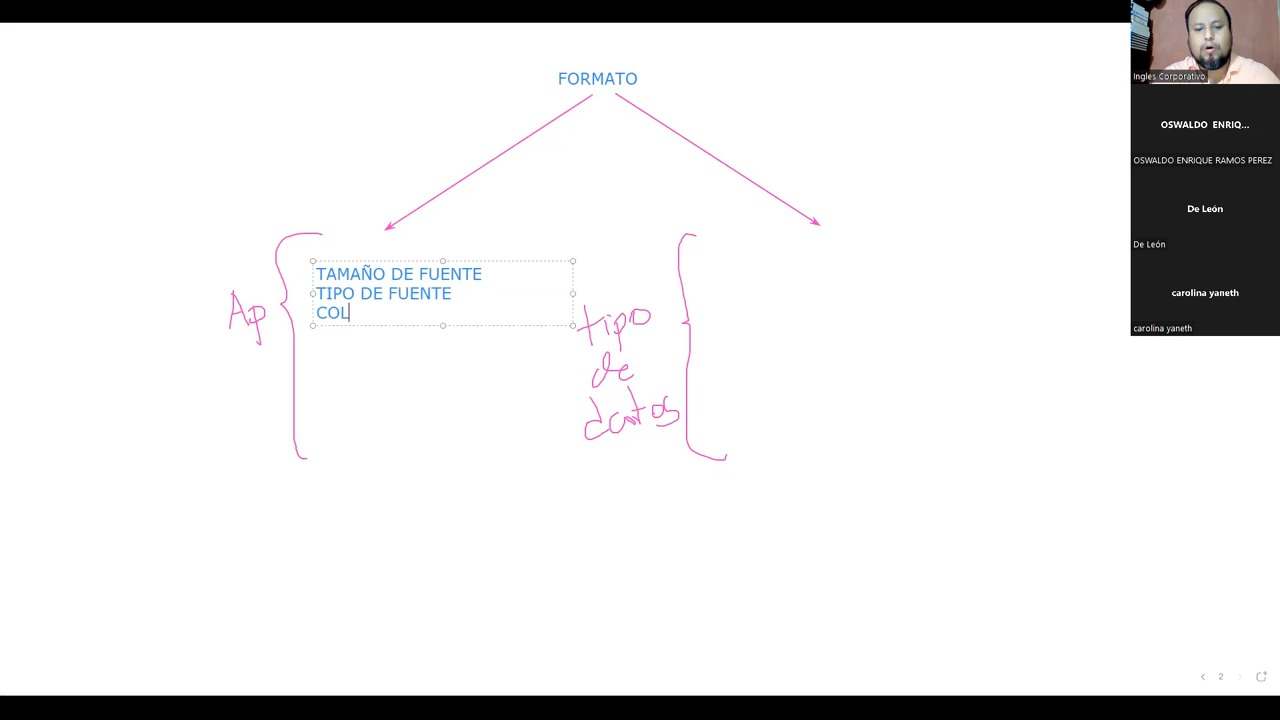 FORMATO
Ap
TAMAÑO DE FUENTE
TIPO DE FUENTE
COL
tipo
de
datos
Ingles Corporativo
OSWALDO ENRIQ...
OSWALDO ENRIQUE RAMOS PEREZ
De León
De León
carolina yaneth
carolina yaneth
2